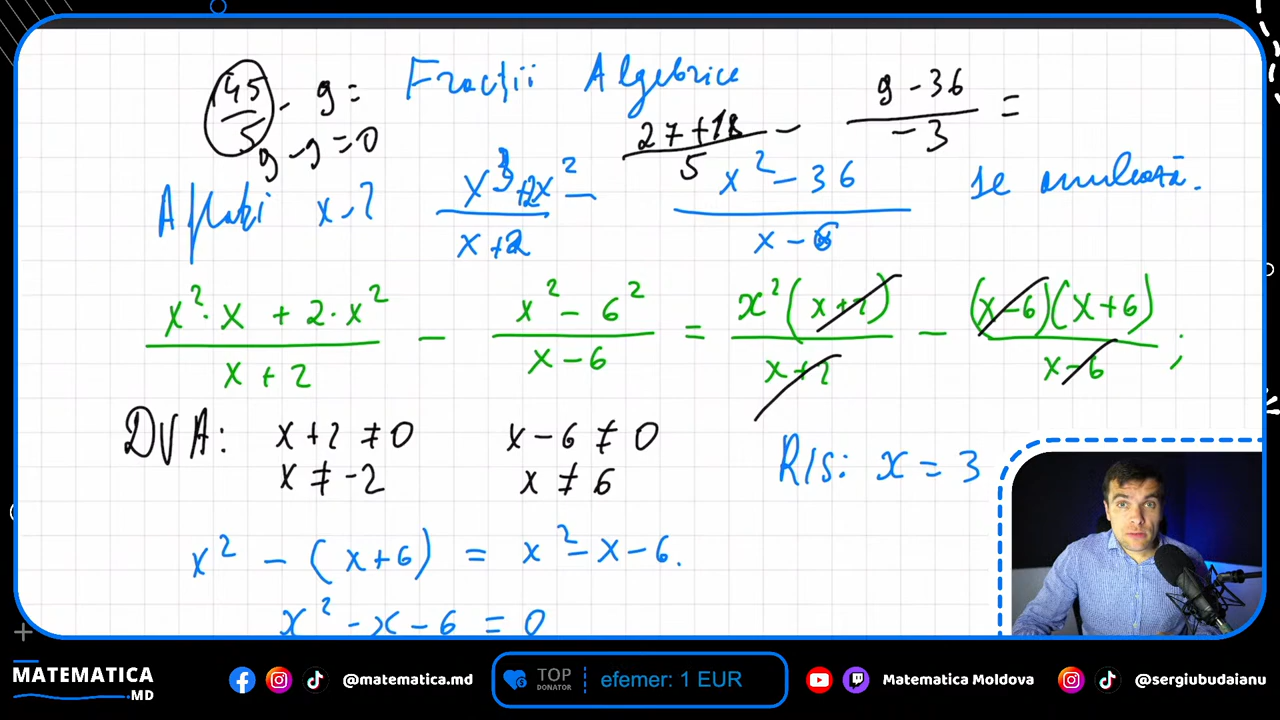 Fracții Algebrice
45/5 - 9 =
9 - 9 = 0
(27+18)/5 - (9-36)/(-3) =
Aflați x-? (x³+2x²)/(x+2) - (x²-36)/(x-6) se anulează.
(x²·x + 2·x²)/(x+2) - (x²-6²)/(x-6) = x²(x+2)/(x+2) - (x-6)(x+6)/(x-6) ;
DVA: x+2 ≠ 0 x-6 ≠ 0
x ≠ -2 x ≠ 6
R/S: x = 3
x² - (x+6) = x²-x-6.
x² - x - 6 = 0
MATEMATICA
.MD
@matematica.md
TOP
DONATOR
efemer: 1 EUR
Matematica Moldova
@sergiubudaianu